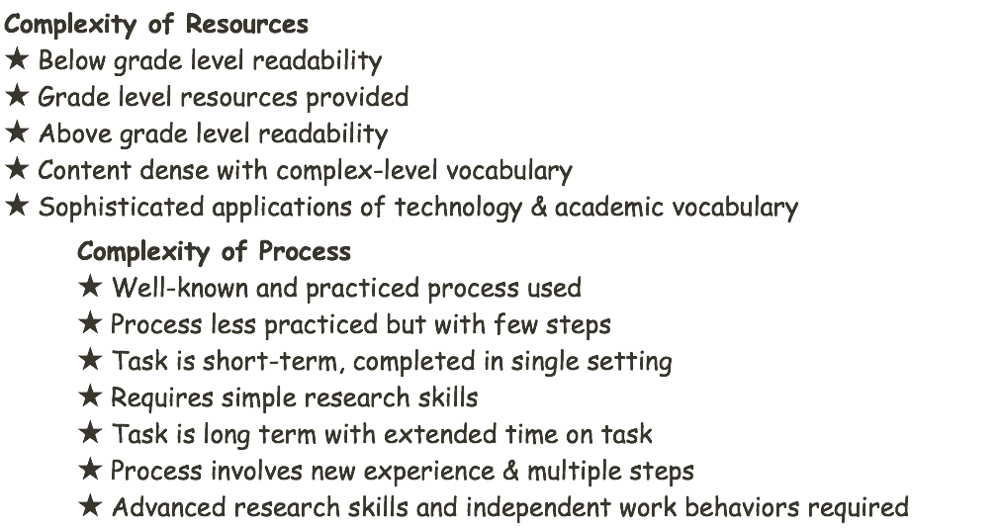 Complexity of Resources
★ Below grade level readability
★ Grade level resources provided
★ Above grade level readability
★ Content dense with complex-level vocabulary
★ Sophisticated applications of technology & academic vocabulary
Complexity of Process
★ Well-known and practiced process used
★ Process less practiced but with few steps
★ Task is short-term, completed in single setting
★ Requires simple research skills
★ Task is long term with extended time on task
★ Process involves new experience & multiple steps
★ Advanced research skills and independent work behaviors required